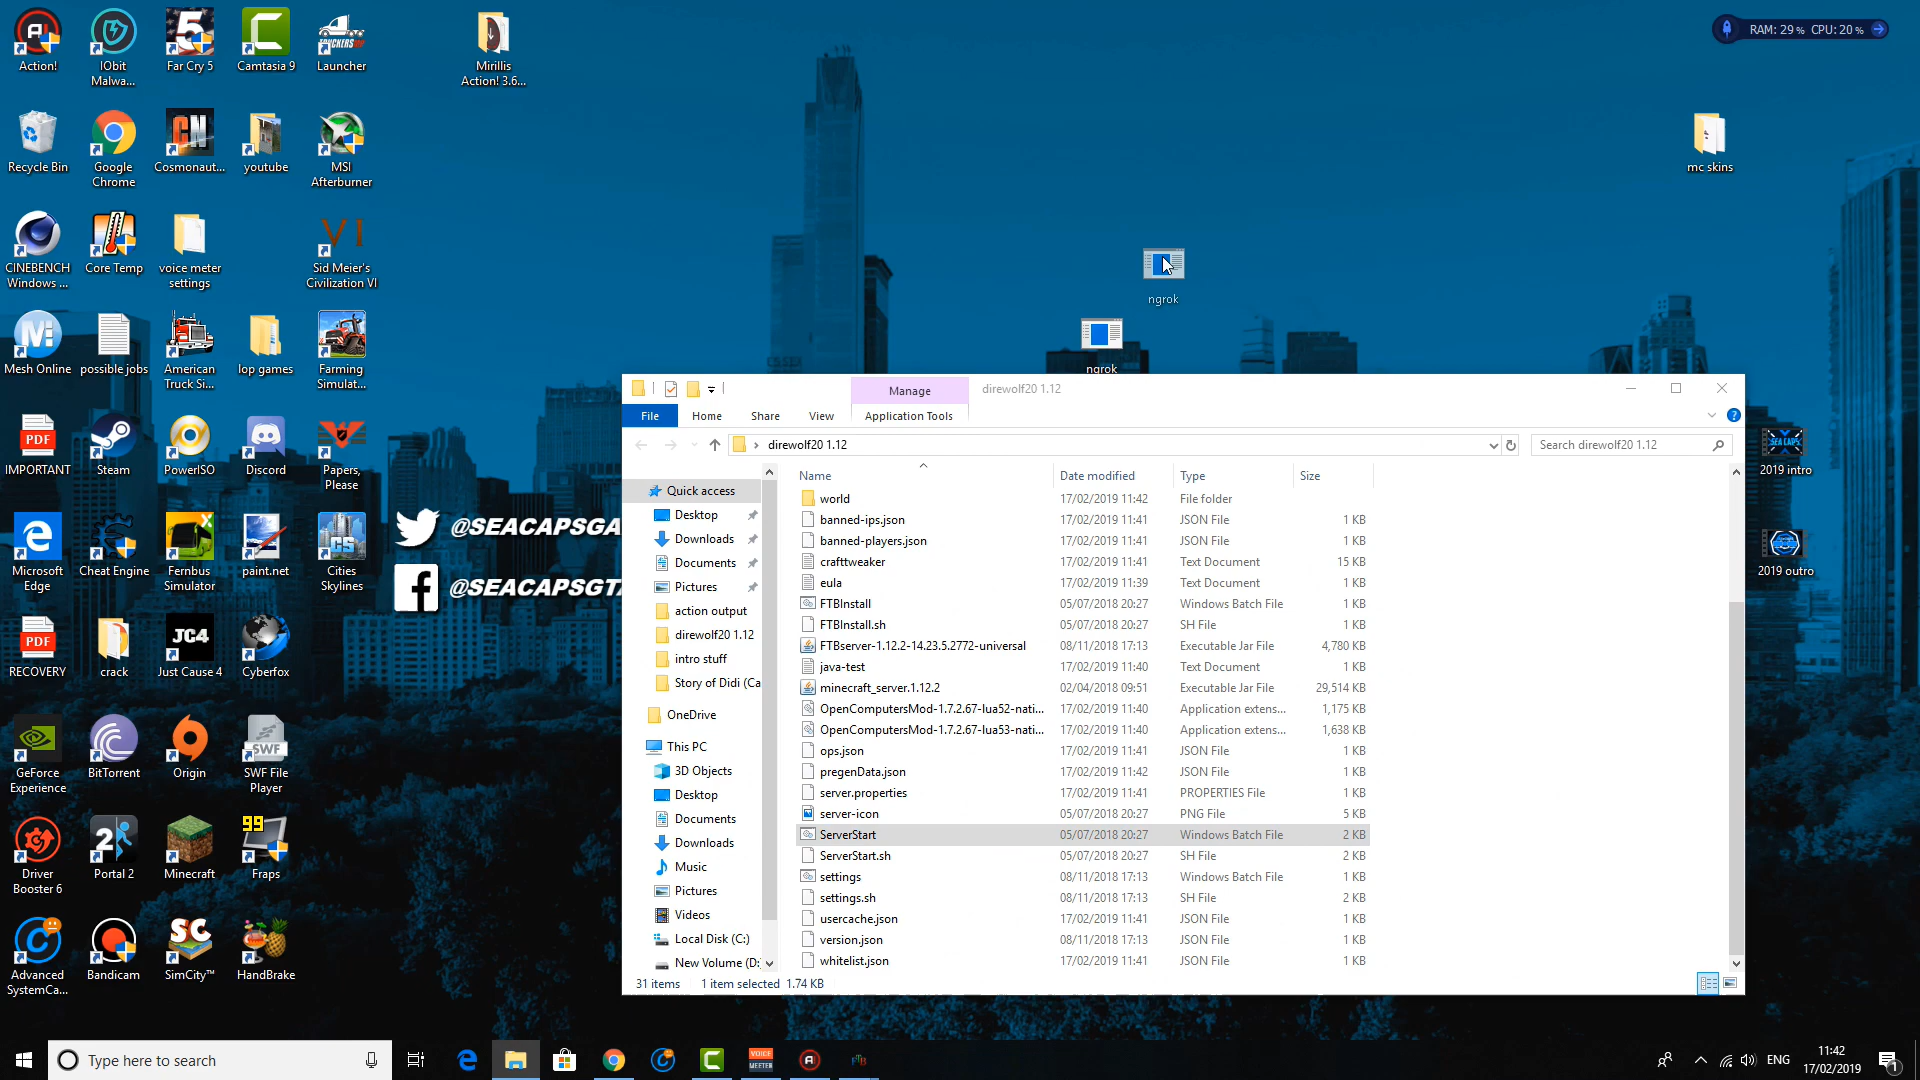 Action!
IObit
Malwa...
Far Cry 5
Camtasia 9
TRUCKERSMP
Launcher
Mirillis
Action! 3.6...
RAM: 29 % CPU: 20 %
Recycle Bin
Google
Chrome
CN
Cosmonaut...
youtube
MSI
Afterburner
mc skins
CINEBENCH
Windows ...
Core Temp
voice meter
settings
VI
Sid Meier's
Civilization VI
ngrok
ngrok
Mesh Online
possible jobs
American
Truck Si...
lop games
Farming
Simulat...
PDF
IMPORTANT
Steam
PowerISO
Discord
Papers,
Please
SEA CAPS
2019 intro
@SEACAPSGA
Microsoft
Edge
Cheat Engine
Fernbus
Simulator
paint.net
CS
Cities
Skylines
2019 outro
@SEACAPSGTA
PDF
RECOVERY
crack
JC4
Just Cause 4
Cyberfox
GeForce
Experience
BitTorrent
Origin
SWF
SWF File
Player
Driver
Booster 6
2
Portal 2
Minecraft
99
Fraps
Advanced
SystemCa...
Bandicam
SC
SimCity™
HandBrake
Manage
direwolf20 1.12
File
Home
Share
View
Application Tools
direwolf20 1.12
Search direwolf20 1.12
Quick access
Desktop
Downloads
Documents
Pictures
action output
direwolf20 1.12
intro stuff
Story of Didi (Ca
OneDrive
This PC
3D Objects
Desktop
Documents
Downloads
Music
Pictures
Videos
Local Disk (C:)
New Volume (D:
Name Date modified Type Size
world 17/02/2019 11:42 File folder
banned-ips.json 17/02/2019 11:41 JSON File 1 KB
banned-players.json 17/02/2019 11:41 JSON File 1 KB
crafttweaker 17/02/2019 11:41 Text Document 15 KB
eula 17/02/2019 11:39 Text Document 1 KB
FTBInstall 05/07/2018 20:27 Windows Batch File 1 KB
FTBInstall.sh 05/07/2018 20:27 SH File 1 KB
FTBserver-1.12.2-14.23.5.2772-universal 08/11/2018 17:13 Executable Jar File 4,780 KB
java-test 17/02/2019 11:40 Text Document 1 KB
minecraft_server.1.12.2 02/04/2018 09:51 Executable Jar File 29,514 KB
OpenComputersMod-1.7.2.67-lua52-nati... 17/02/2019 11:40 Application extens... 1,175 KB
OpenComputersMod-1.7.2.67-lua53-nati... 17/02/2019 11:40 Application extens... 1,638 KB
ops.json 17/02/2019 11:41 JSON File 1 KB
pregenData.json 17/02/2019 11:42 JSON File 1 KB
server.properties 17/02/2019 11:41 PROPERTIES File 1 KB
server-icon 05/07/2018 20:27 PNG File 5 KB
ServerStart 05/07/2018 20:27 Windows Batch File 2 KB
ServerStart.sh 05/07/2018 20:27 SH File 2 KB
settings 08/11/2018 17:13 Windows Batch File 1 KB
settings.sh 08/11/2018 17:13 SH File 2 KB
usercache.json 17/02/2019 11:41 JSON File 1 KB
version.json 08/11/2018 17:13 JSON File 1 KB
whitelist.json 17/02/2019 11:41 JSON File 1 KB
31 items 1 item selected 1.74 KB
Type here to search
VOICE
MEETER
FTB
ENG
11:42
17/02/2019
1